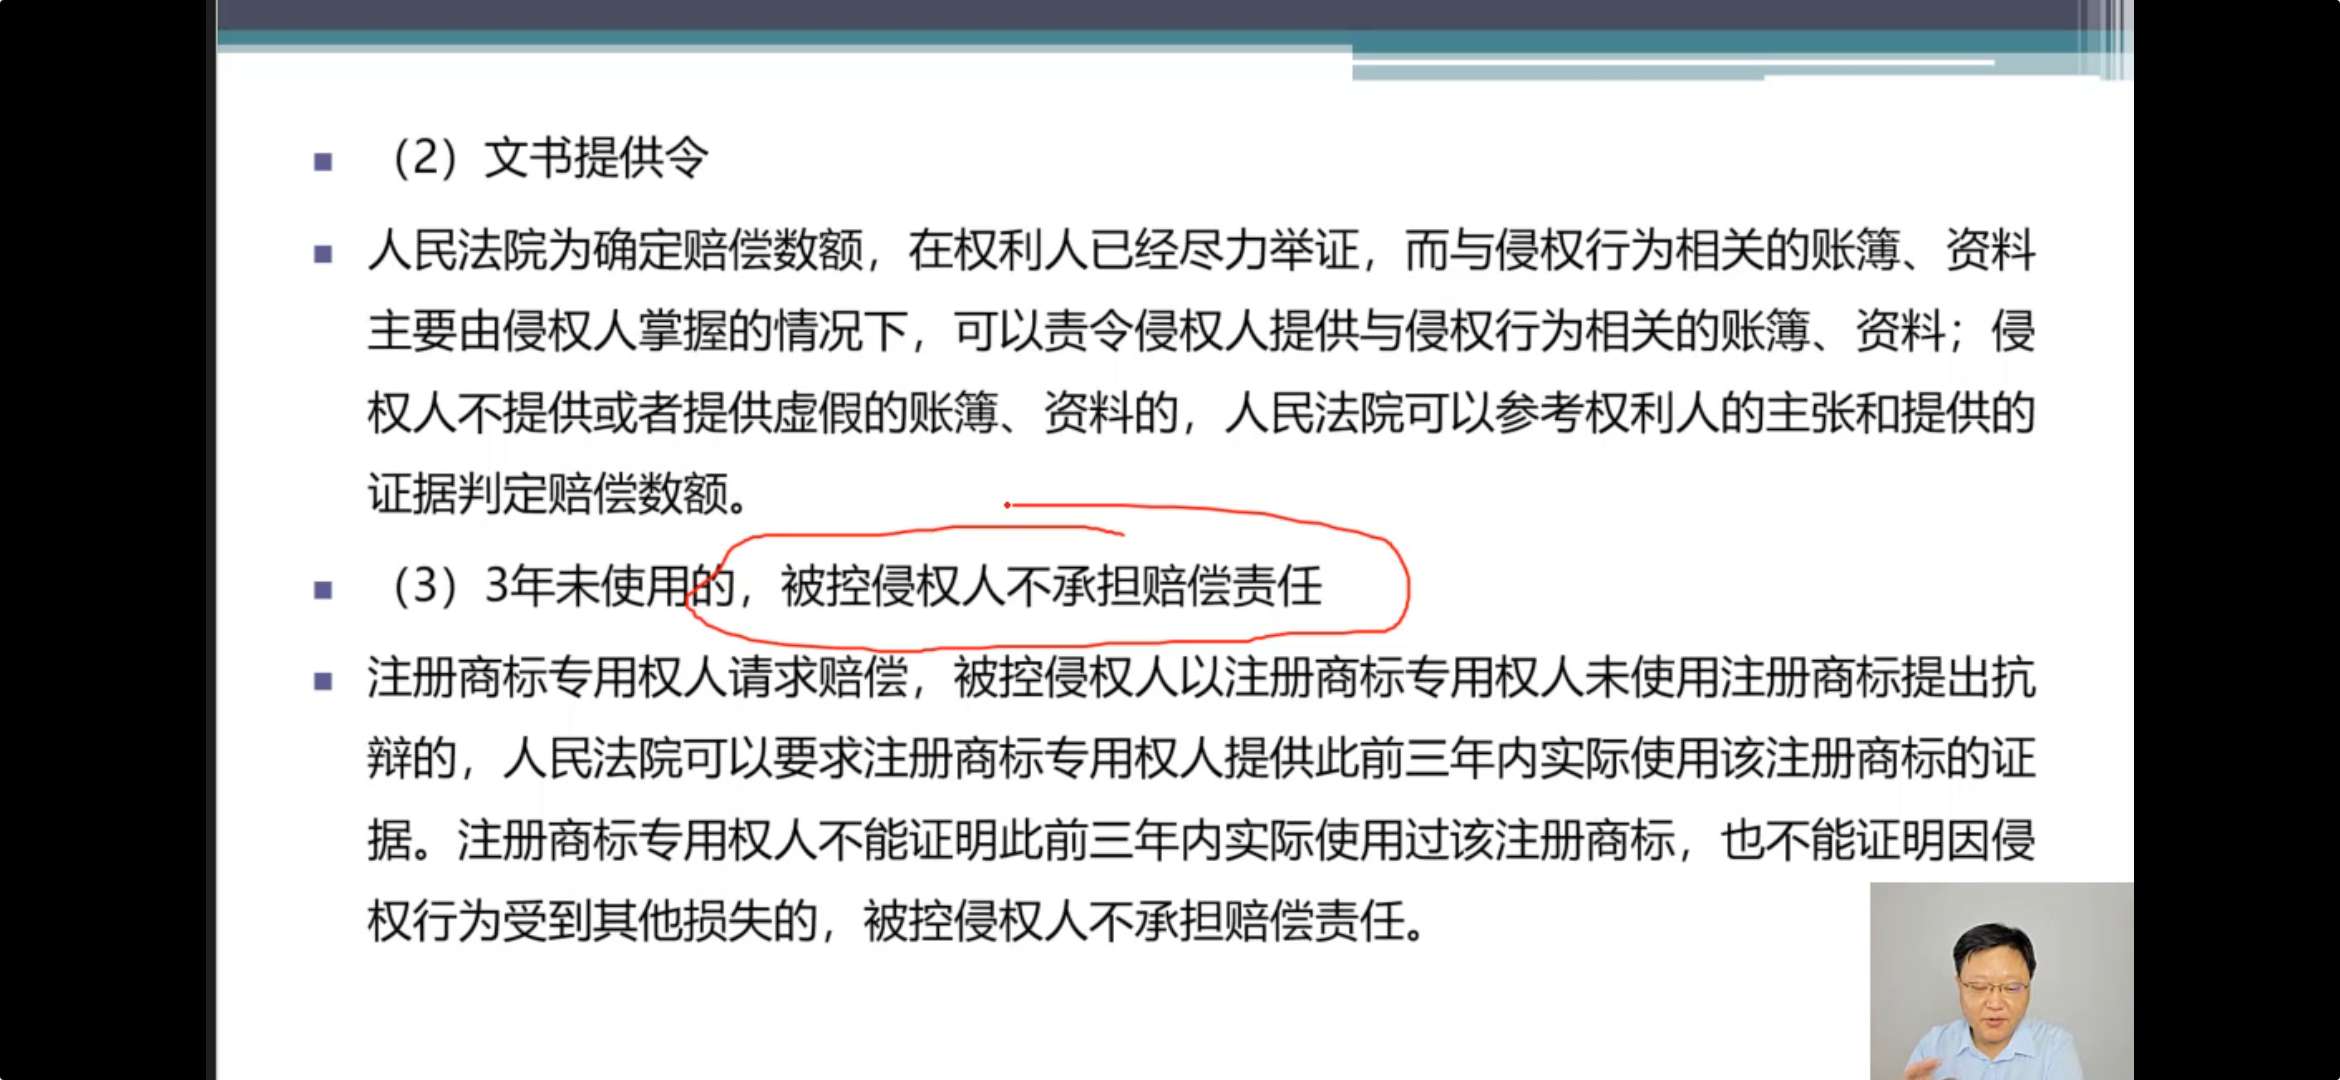 （2）文书提供令
人民法院为确定赔偿数额，在权利人已经尽力举证，而与侵权行为相关的账簿、资料
主要由侵权人掌握的情况下，可以责令侵权人提供与侵权行为相关的账簿、资料；侵
权人不提供或者提供虚假的账簿、资料的，人民法院可以参考权利人的主张和提供的
证据判定赔偿数额。
（3）3年未使用的，被控侵权人不承担赔偿责任
注册商标专用权人请求赔偿，被控侵权人以注册商标专用权人未使用注册商标提出抗
辩的，人民法院可以要求注册商标专用权人提供此前三年内实际使用该注册商标的证
据。注册商标专用权人不能证明此前三年内实际使用过该注册商标，也不能证明因侵
权行为受到其他损失的，被控侵权人不承担赔偿责任。